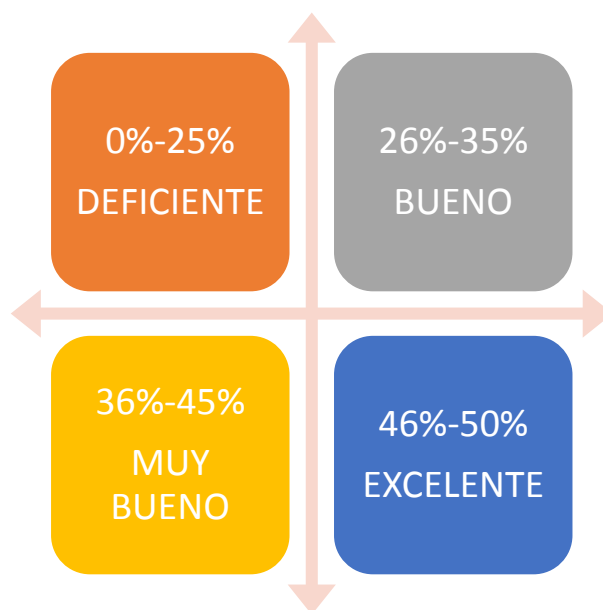 0%-25%
DEFICIENTE
26%-35%
BUENO
36%-45%
MUY
BUENO
46%-50%
EXCELENTE